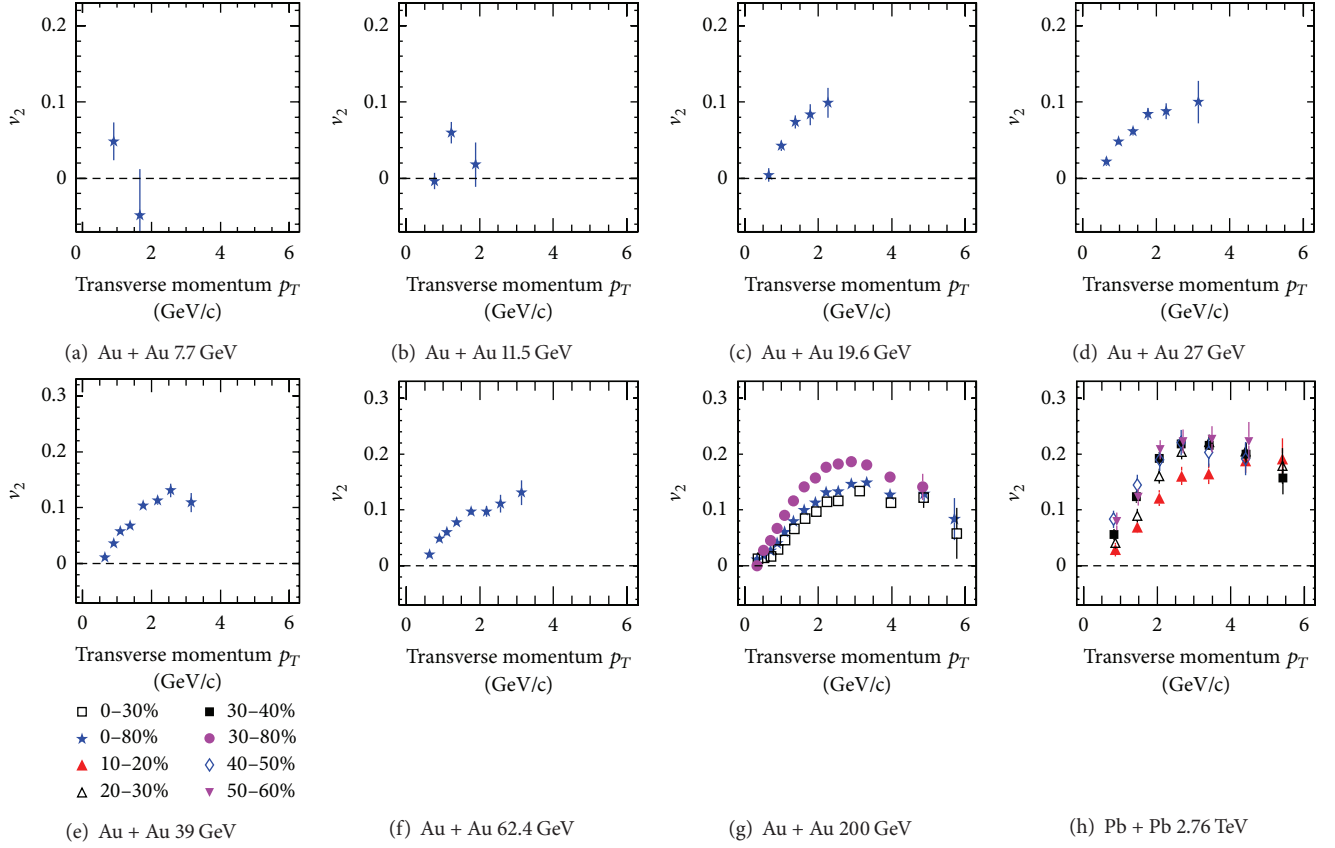 0.2
0.1
0
ν2
0 2 4 6
Transverse momentum pT
(GeV/c)
(a) Au + Au 7.7 GeV
0.2
0.1
0
ν2
0 2 4 6
Transverse momentum pT
(GeV/c)
(b) Au + Au 11.5 GeV
0.2
0.1
0
ν2
0 2 4 6
Transverse momentum pT
(GeV/c)
(c) Au + Au 19.6 GeV
0.2
0.1
0
ν2
0 2 4 6
Transverse momentum pT
(GeV/c)
(d) Au + Au 27 GeV
0.3
0.2
0.1
0
ν2
0 2 4 6
Transverse momentum pT
(GeV/c)
0–30%
0–80%
10–20%
20–30%
30–40%
30–80%
40–50%
50–60%
(e) Au + Au 39 GeV
0.3
0.2
0.1
0
ν2
0 2 4 6
Transverse momentum pT
(GeV/c)
(f) Au + Au 62.4 GeV
0.3
0.2
0.1
0
ν2
0 2 4 6
Transverse momentum pT
(GeV/c)
(g) Au + Au 200 GeV
0.3
0.2
0.1
0
ν2
0 2 4 6
Transverse momentum pT
(GeV/c)
(h) Pb + Pb 2.76 TeV